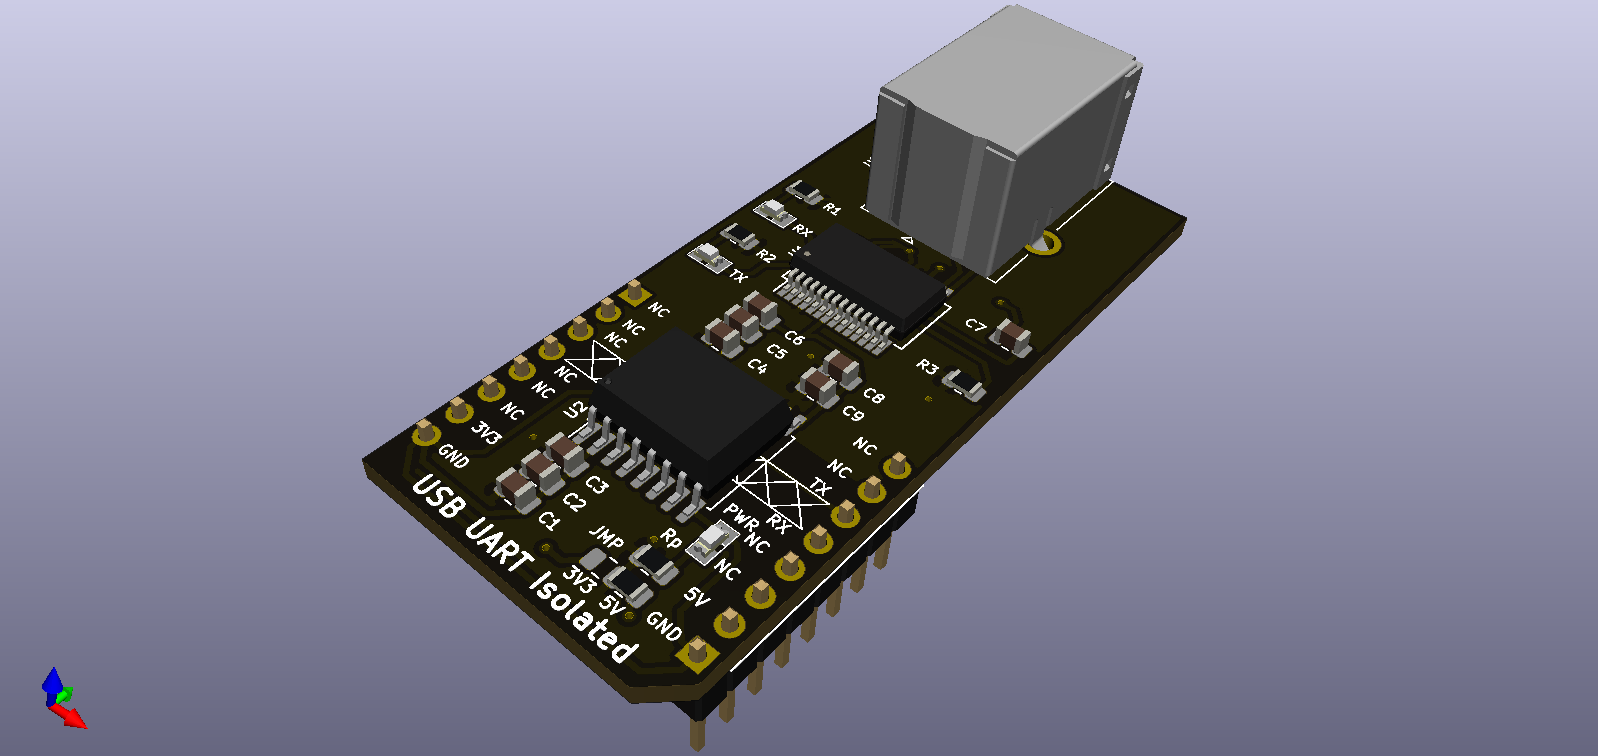 R1
RX
R2
TX
NC
NC
NC
NC
NC
NC
3V3
GND
C6
C5
C4
C7
R3
C8
C9
U2
C3
C2
C1
NC
NC
TX
RX
PWR
NC
NC
5V
GND
JMP
Rp
3V3
5V
USB UART Isolated